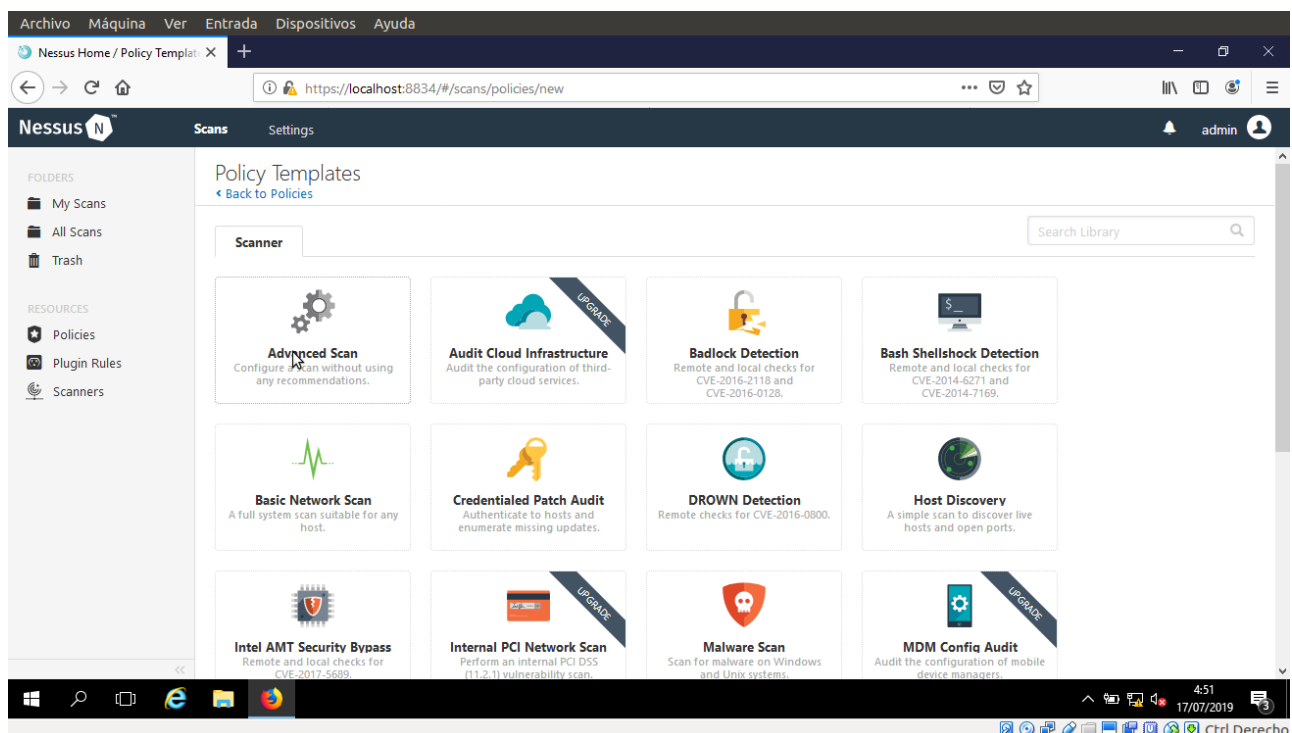 Archivo Máquina Ver Entrada Dispositivos Ayuda
Nessus Home / Policy Templat
https://localhost:8834/#/scans/policies/new
Nessus N
Scans Settings
admin
FOLDERS
My Scans
All Scans
Trash
RESOURCES
Policies
Plugin Rules
Scanners
Policy Templates
Back to Policies
Scanner
Search Library
Advanced Scan
Configure a scan without using
any recommendations.
UPGRADE
Audit Cloud Infrastructure
Audit the configuration of third-
party cloud services.
Badlock Detection
Remote and local checks for
CVE-2016-2118 and
CVE-2016-0128.
$_
Bash Shellshock Detection
Remote and local checks for
CVE-2014-6271 and
CVE-2014-7169.
Basic Network Scan
A full system scan suitable for any
host.
Credentialed Patch Audit
Authenticate to hosts and
enumerate missing updates.
DROWN Detection
Remote checks for CVE-2016-0800.
Host Discovery
A simple scan to discover live
hosts and open ports.
Intel AMT Security Bypass
Remote and local checks for
CVE-2017-5689.
UPGRADE
Internal PCI Network Scan
Perform an internal PCI DSS
(11.2.1) vulnerability scan.
Malware Scan
Scan for malware on Windows
and Unix systems.
UPGRADE
MDM Config Audit
Audit the configuration of mobile
device managers.
4:51
17/07/2019
3
Ctrl Derecho